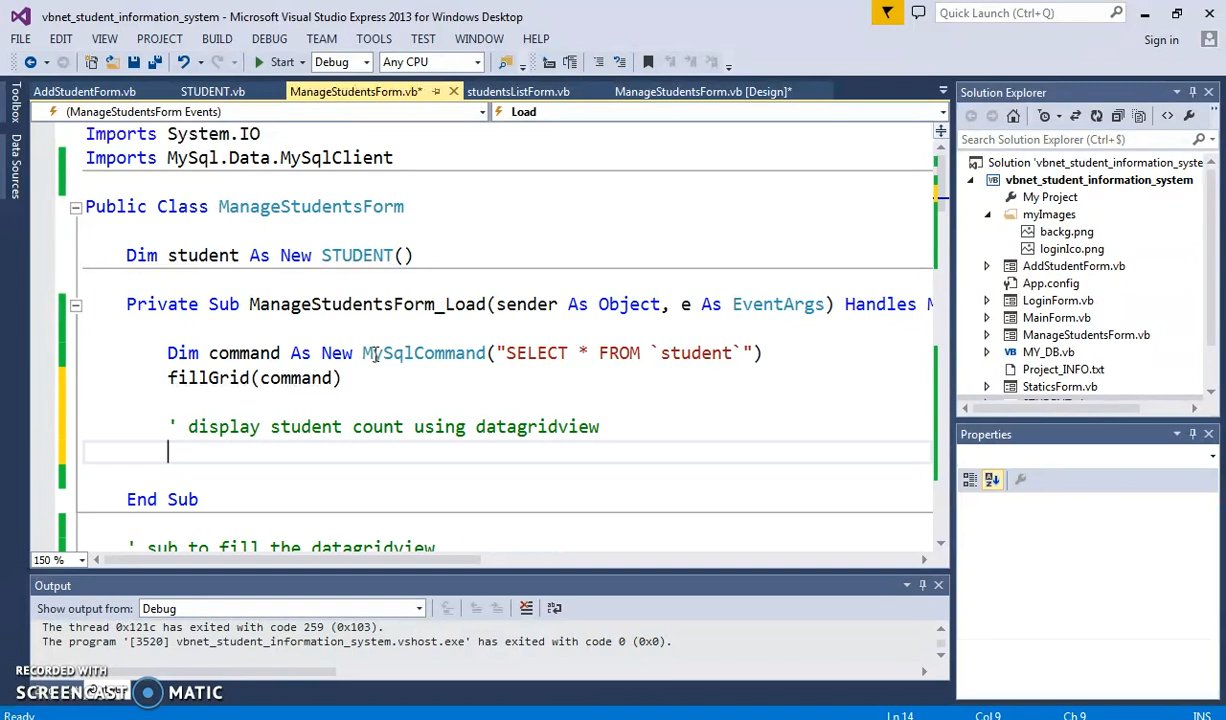 vbnet_student_information_system - Microsoft Visual Studio Express 2013 for Windows Desktop
Quick Launch (Ctrl+Q)
FILE EDIT VIEW PROJECT BUILD DEBUG TEAM TOOLS TEST WINDOW HELP
Sign in
Start Debug Any CPU
Toolbox
Data Sources
AddStudentForm.vb STUDENT.vb ManageStudentsForm.vb* studentsListForm.vb ManageStudentsForm.vb [Design]*
(ManageStudentsForm Events) Load
Imports System.IO
Imports MySql.Data.MySqlClient
Public Class ManageStudentsForm
Dim student As New STUDENT()
Private Sub ManageStudentsForm_Load(sender As Object, e As EventArgs) Handles M
Dim command As New MySqlCommand("SELECT * FROM `student`")
fillGrid(command)
' display student count using datagridview
End Sub
' sub to fill the datagridview
150 %
Output
Show output from: Debug
The thread 0x121c has exited with code 259 (0x103).
The program '[3520] vbnet_student_information_system.vshost.exe' has exited with code 0 (0x0).
Solution Explorer
Search Solution Explorer (Ctrl+$)
Solution 'vbnet_student_information_syste
vbnet_student_information_system
My Project
myImages
backg.png
loginIco.png
AddStudentForm.vb
App.config
LoginForm.vb
MainForm.vb
ManageStudentsForm.vb
MY_DB.vb
Project_INFO.txt
StaticsForm.vb
Properties
RECORDED WITH
SCREENCAST MATIC
Ln 14 Col 9 Ch 9 INS